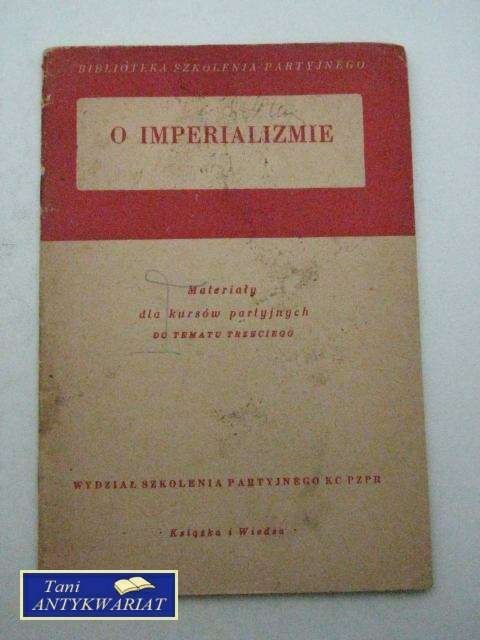 BIBLIOTEKA SZKOLENIA PARTYJNEGO
O IMPERIALIZMIE
Materiały
dla kursów partyjnych
DO TEMATU TRZECIEGO
WYDZIAŁ SZKOLENIA PARTYJNEGO KC PZPR
· Książka i Wiedza ·
Tani
ANTYKWARIAT